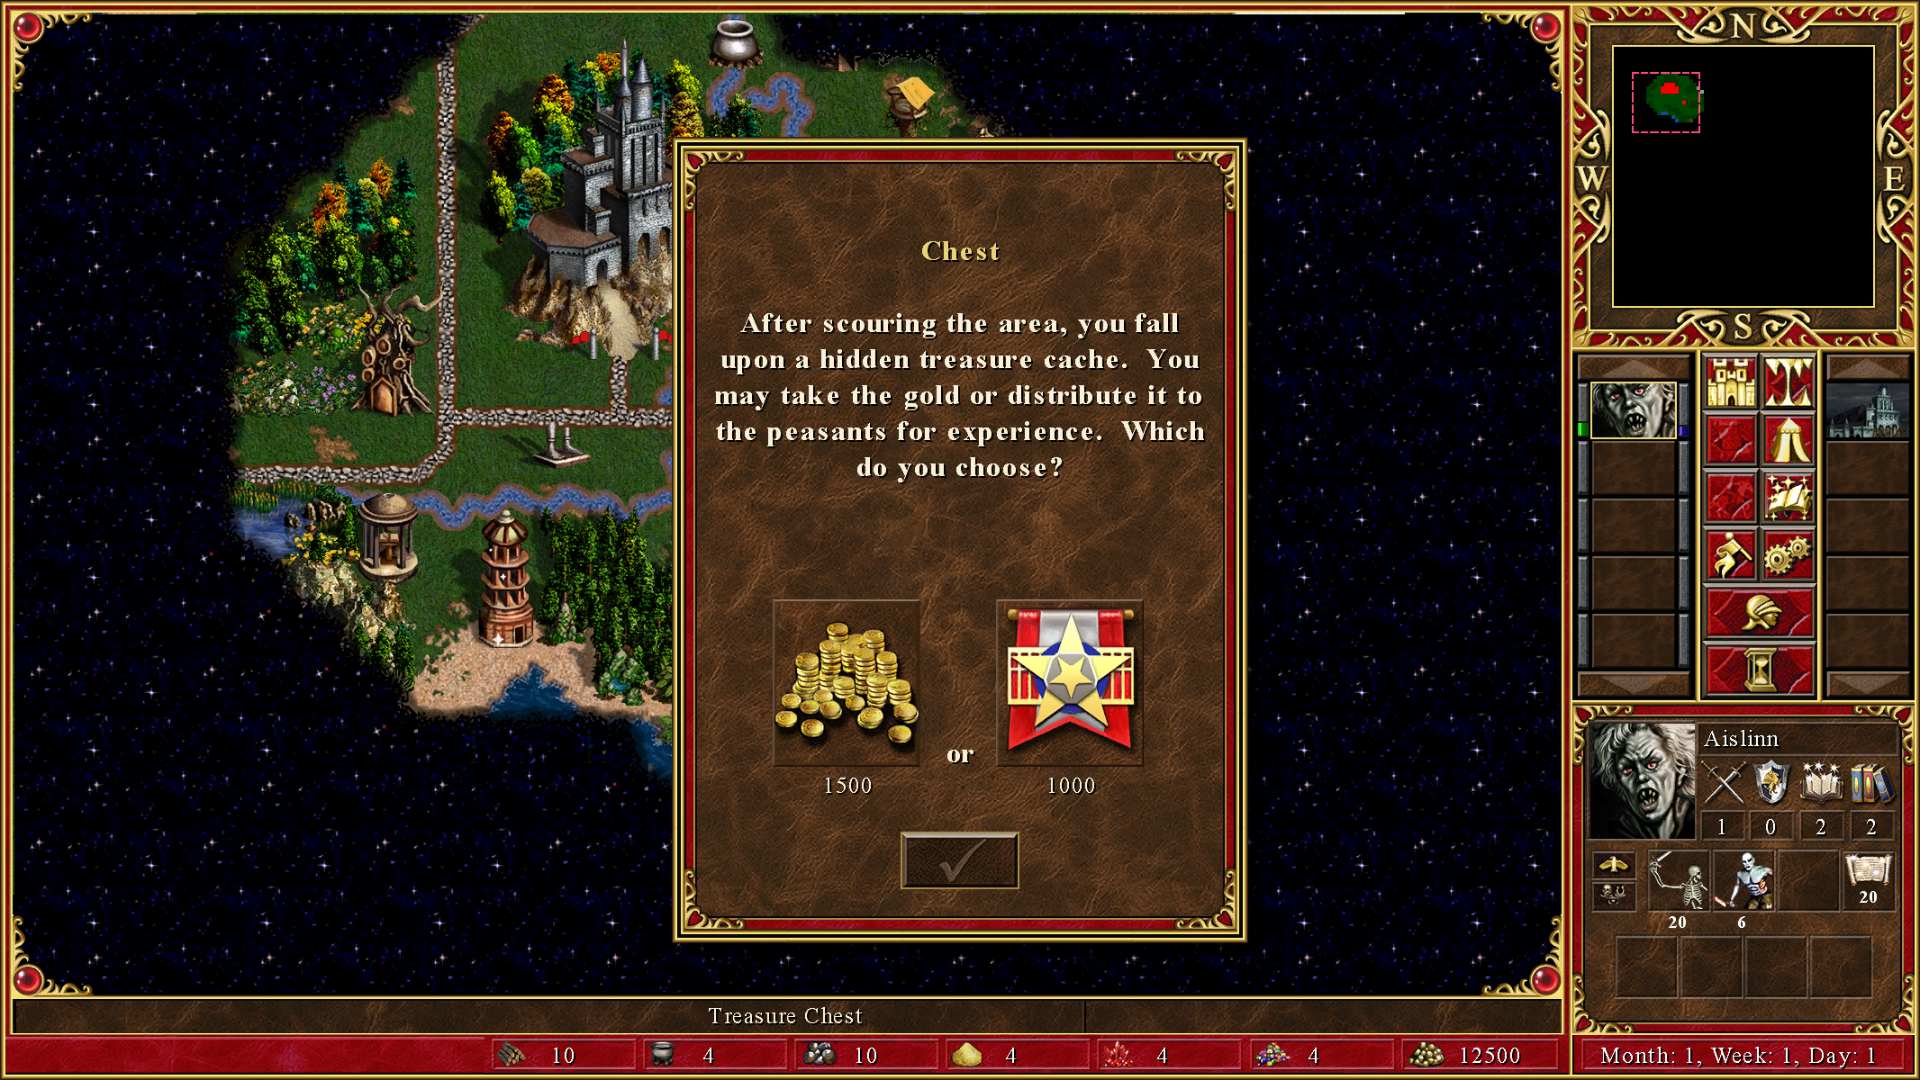 N
W
E
S
Chest
After scouring the area, you fall
upon a hidden treasure cache. You
may take the gold or distribute it to
the peasants for experience. Which
do you choose?
or
1500
1000
Aislinn
1 0 2 2
20
20 6
Treasure Chest
10 4 10 4 4 4 12500
Month: 1, Week: 1, Day: 1